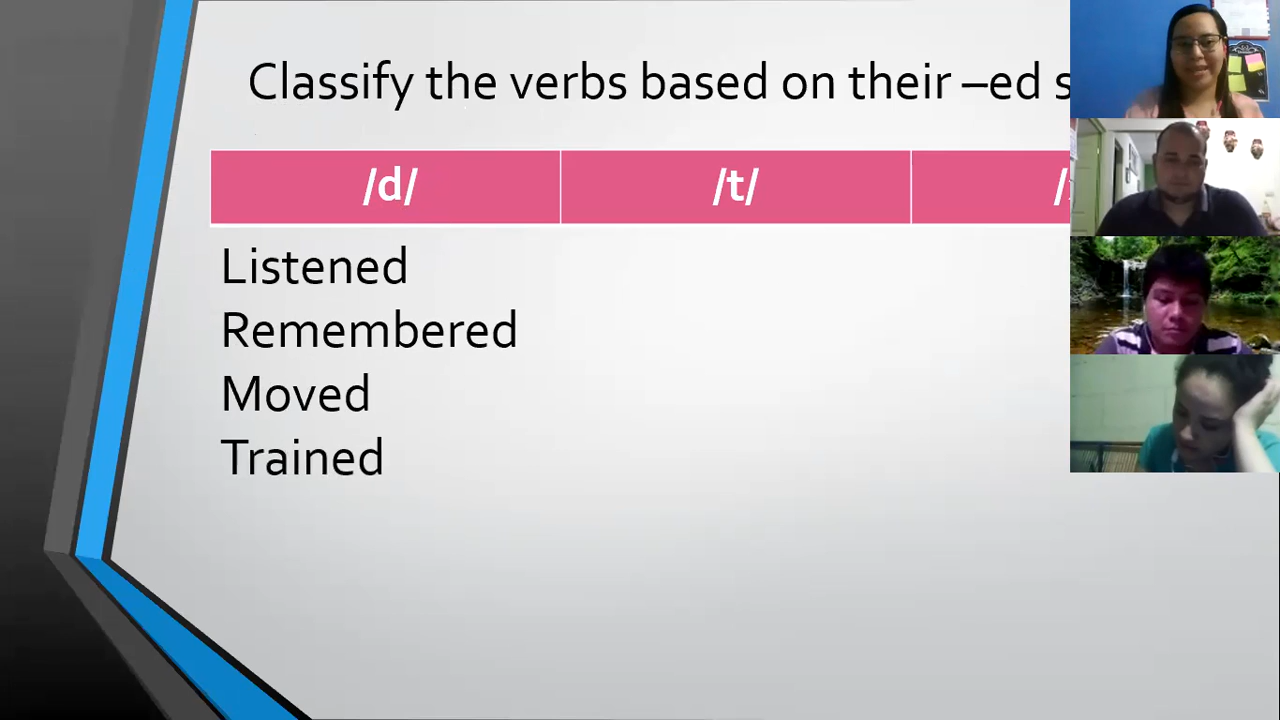 Classify the verbs based on their –ed
/d/ /t/
Listened
Remembered
Moved
Trained